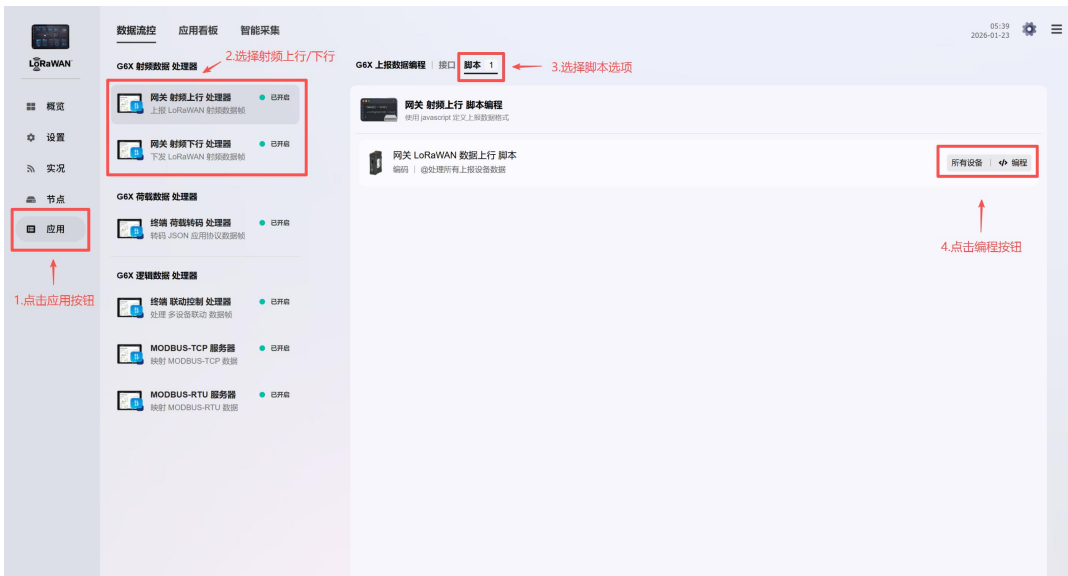 数据流控 应用看板 智能采集
05:39
2026-01-23
LoRaWAN
概览
设置
实况
节点
应用
1.点击应用按钮
2.选择射频上行/下行
G6X 射频数据 处理器
网关 射频上行 处理器 已开启
上报 LoRaWAN 射频数据帧
网关 射频下行 处理器 已开启
下发 LoRaWAN 射频数据帧
G6X 荷载数据 处理器
终端 荷载转码 处理器 已开启
转码 JSON 应用协议数据帧
G6X 逻辑数据 处理器
终端 联动控制 处理器 已开启
处理 多设备联动 数据帧
MODBUS-TCP 服务器 已开启
映射 MODBUS-TCP 数据
MODBUS-RTU 服务器 已开启
映射 MODBUS-RTU 数据
G6X 上报数据编程 接口 脚本 1
3.选择脚本选项
网关 射频上行 脚本编程
使用 javascript 定义上报数据格式
网关 LoRaWAN 数据上行 脚本
编码 @处理所有上报设备数据
所有设备 </> 编程
4.点击编程按钮